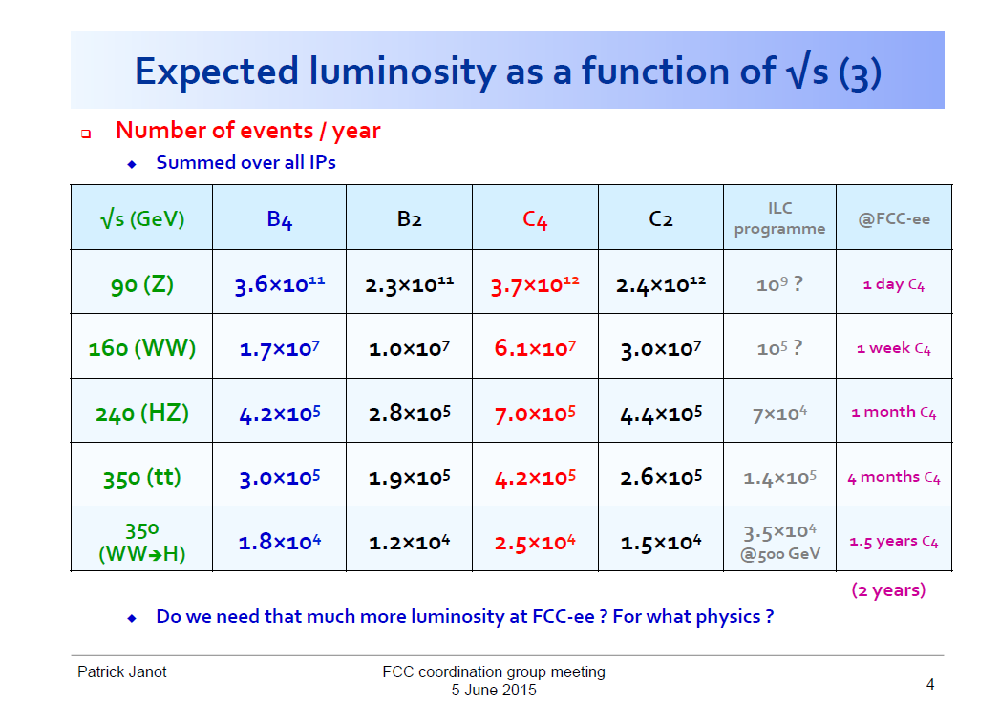 Expected luminosity as a function of √s (3)
❑ Number of events / year
◆ Summed over all IPs
√s (GeV) B4 B2 C4 C2 ILC programme @FCC-ee
90 (Z) 3.6×10¹¹ 2.3×10¹¹ 3.7×10¹² 2.4×10¹² 10⁹ ? 1 day C4
160 (WW) 1.7×10⁷ 1.0×10⁷ 6.1×10⁷ 3.0×10⁷ 10⁵ ? 1 week C4
240 (HZ) 4.2×10⁵ 2.8×10⁵ 7.0×10⁵ 4.4×10⁵ 7×10⁴ 1 month C4
350 (tt) 3.0×10⁵ 1.9×10⁵ 4.2×10⁵ 2.6×10⁵ 1.4×10⁵ 4 months C4
350 (WW➔H) 1.8×10⁴ 1.2×10⁴ 2.5×10⁴ 1.5×10⁴ 3.5×10⁴ @500 GeV 1.5 years C4
(2 years)
◆ Do we need that much more luminosity at FCC-ee ? For what physics ?
Patrick Janot
FCC coordination group meeting
5 June 2015
4